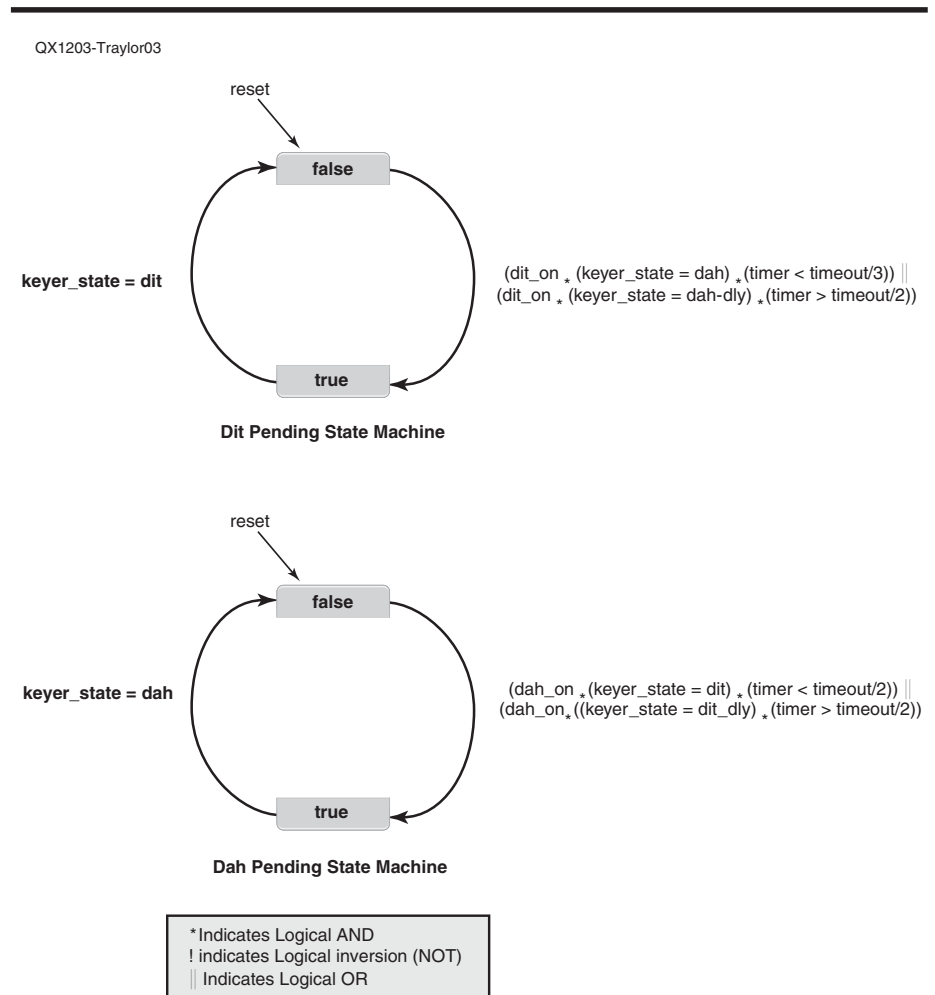 QX1203-Traylor03
reset
false
keyer_state = dit
(dit_on * (keyer_state = dah) *(timer < timeout/3)) ||
(dit_on * (keyer_state = dah-dly) *(timer > timeout/2))
true
Dit Pending State Machine
reset
false
keyer_state = dah
(dah_on *(keyer_state = dit) *(timer < timeout/2)) ||
(dah_on*((keyer_state = dit_dly) *(timer > timeout/2))
true
Dah Pending State Machine
*Indicates Logical AND
! indicates Logical inversion (NOT)
|| Indicates Logical OR